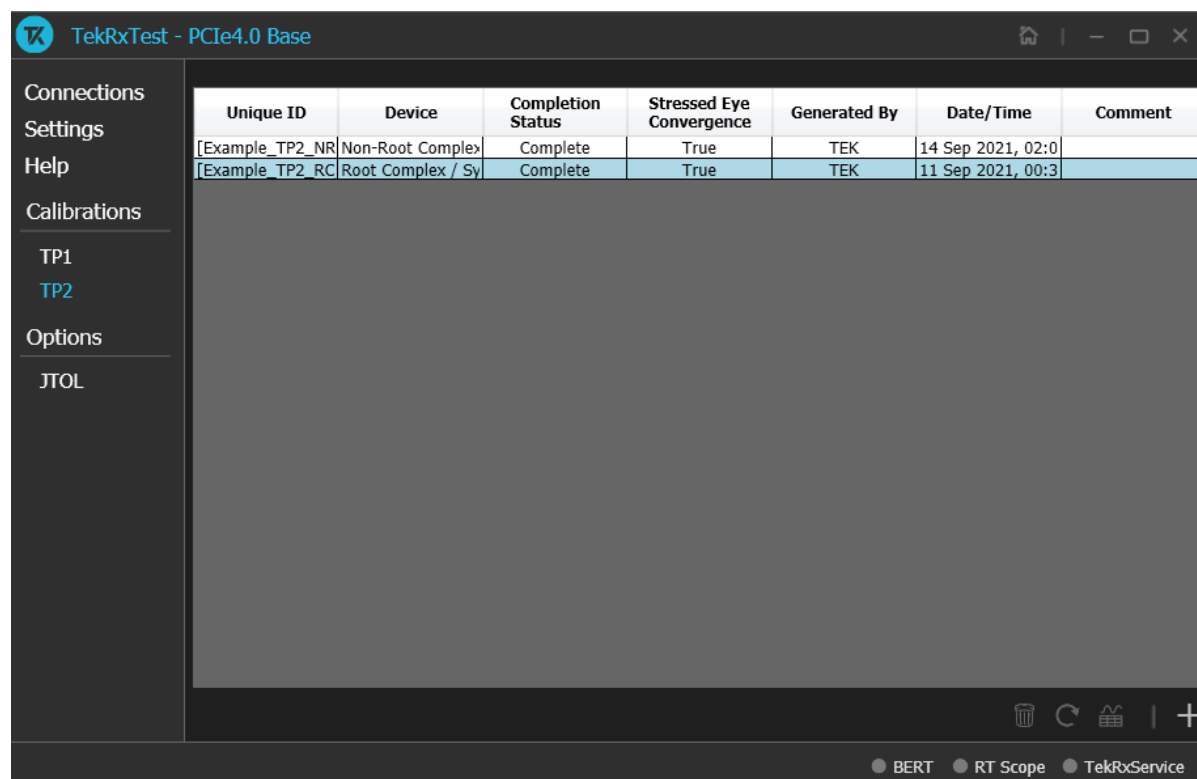 TekRxTest - PCIe4.0 Base
Connections
Settings
Help
Calibrations
TP1
TP2
Options
JTOL
Unique ID Device Completion Status Stressed Eye Convergence Generated By Date/Time Comment
[Example_TP2_NR Non-Root Complex Complete True TEK 14 Sep 2021, 02:0
[Example_TP2_RC Root Complex / Sy Complete True TEK 11 Sep 2021, 00:3
BERT RT Scope TekRxService